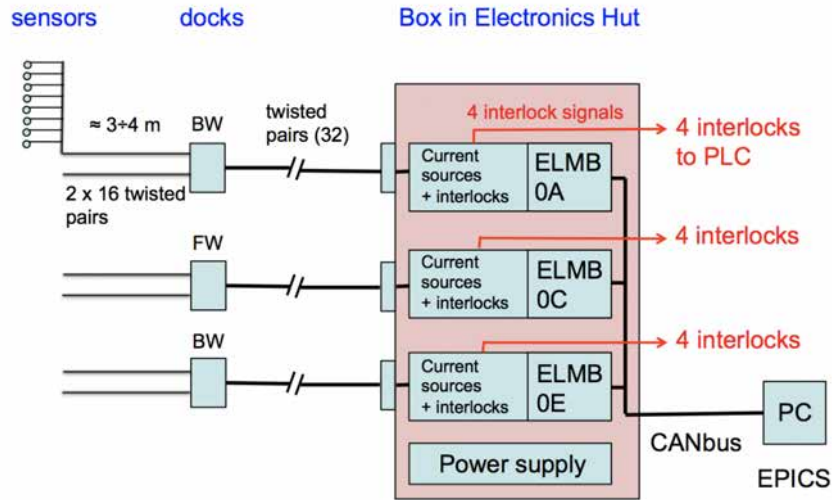 sensors
docks
Box in Electronics Hut
≈ 3÷4 m
BW
twisted
pairs (32)
4 interlock signals
4 interlocks
to PLC
Current
sources
+ interlocks
ELMB
0A
2 x 16 twisted
pairs
FW
4 interlocks
Current
sources
+ interlocks
ELMB
0C
BW
4 interlocks
Current
sources
+ interlocks
ELMB
0E
PC
CANbus
Power supply
EPICS